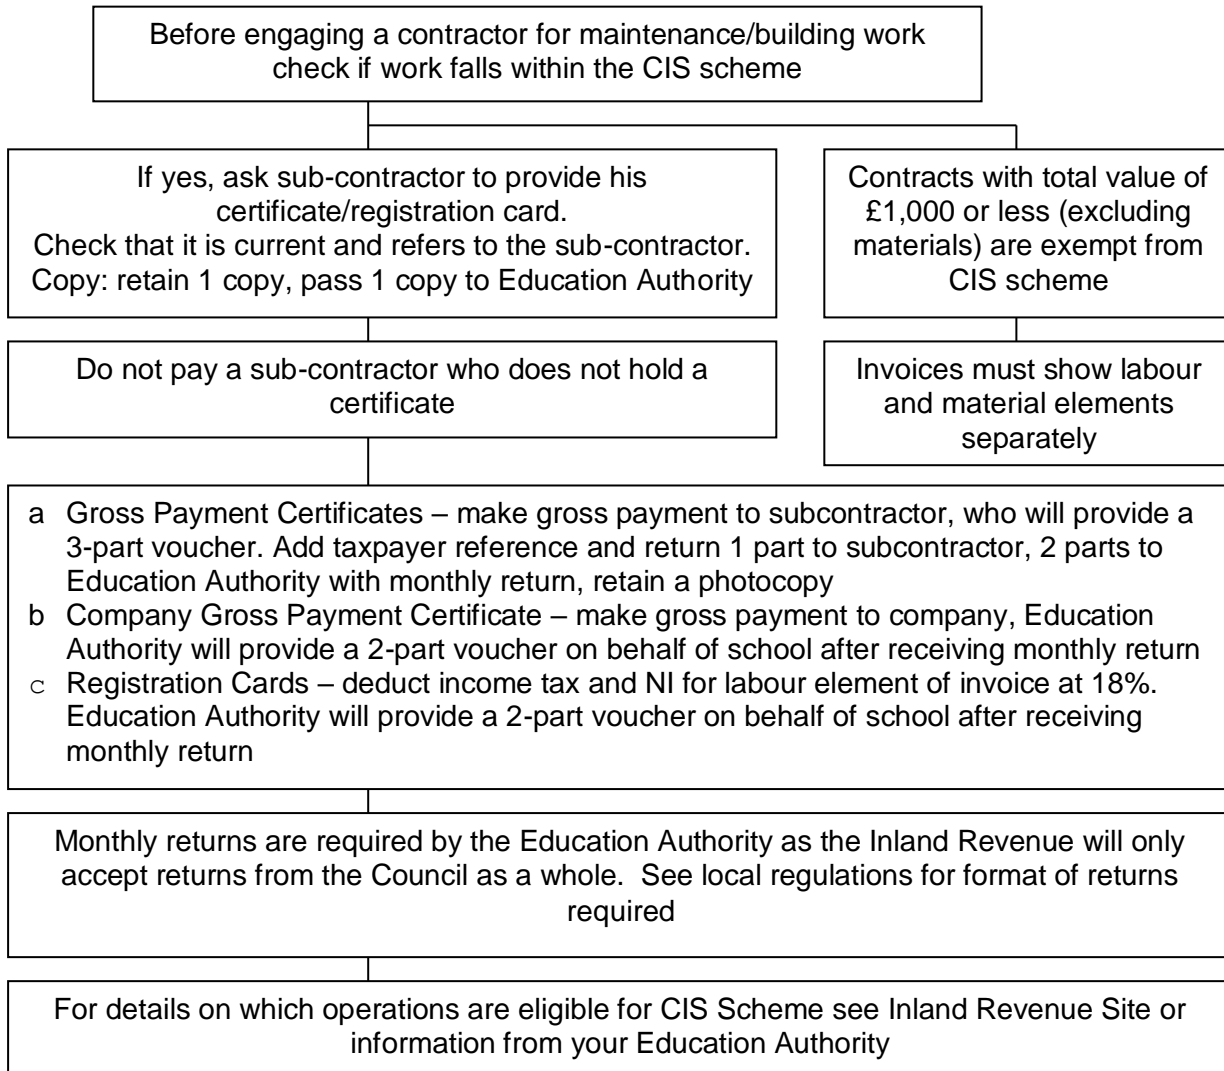 Before engaging a contractor for maintenance/building work
check if work falls within the CIS scheme
If yes, ask sub-contractor to provide his
certificate/registration card.
Check that it is current and refers to the sub-contractor.
Copy: retain 1 copy, pass 1 copy to Education Authority
Contracts with total value of
£1,000 or less (excluding
materials) are exempt from
CIS scheme
Do not pay a sub-contractor who does not hold a
certificate
Invoices must show labour
and material elements
separately
a Gross Payment Certificates – make gross payment to subcontractor, who will provide a
3-part voucher. Add taxpayer reference and return 1 part to subcontractor, 2 parts to
Education Authority with monthly return, retain a photocopy
b Company Gross Payment Certificate – make gross payment to company, Education
Authority will provide a 2-part voucher on behalf of school after receiving monthly return
c Registration Cards – deduct income tax and NI for labour element of invoice at 18%.
Education Authority will provide a 2-part voucher on behalf of school after receiving
monthly return
Monthly returns are required by the Education Authority as the Inland Revenue will only
accept returns from the Council as a whole.  See local regulations for format of returns
required
For details on which operations are eligible for CIS Scheme see Inland Revenue Site or
information from your Education Authority